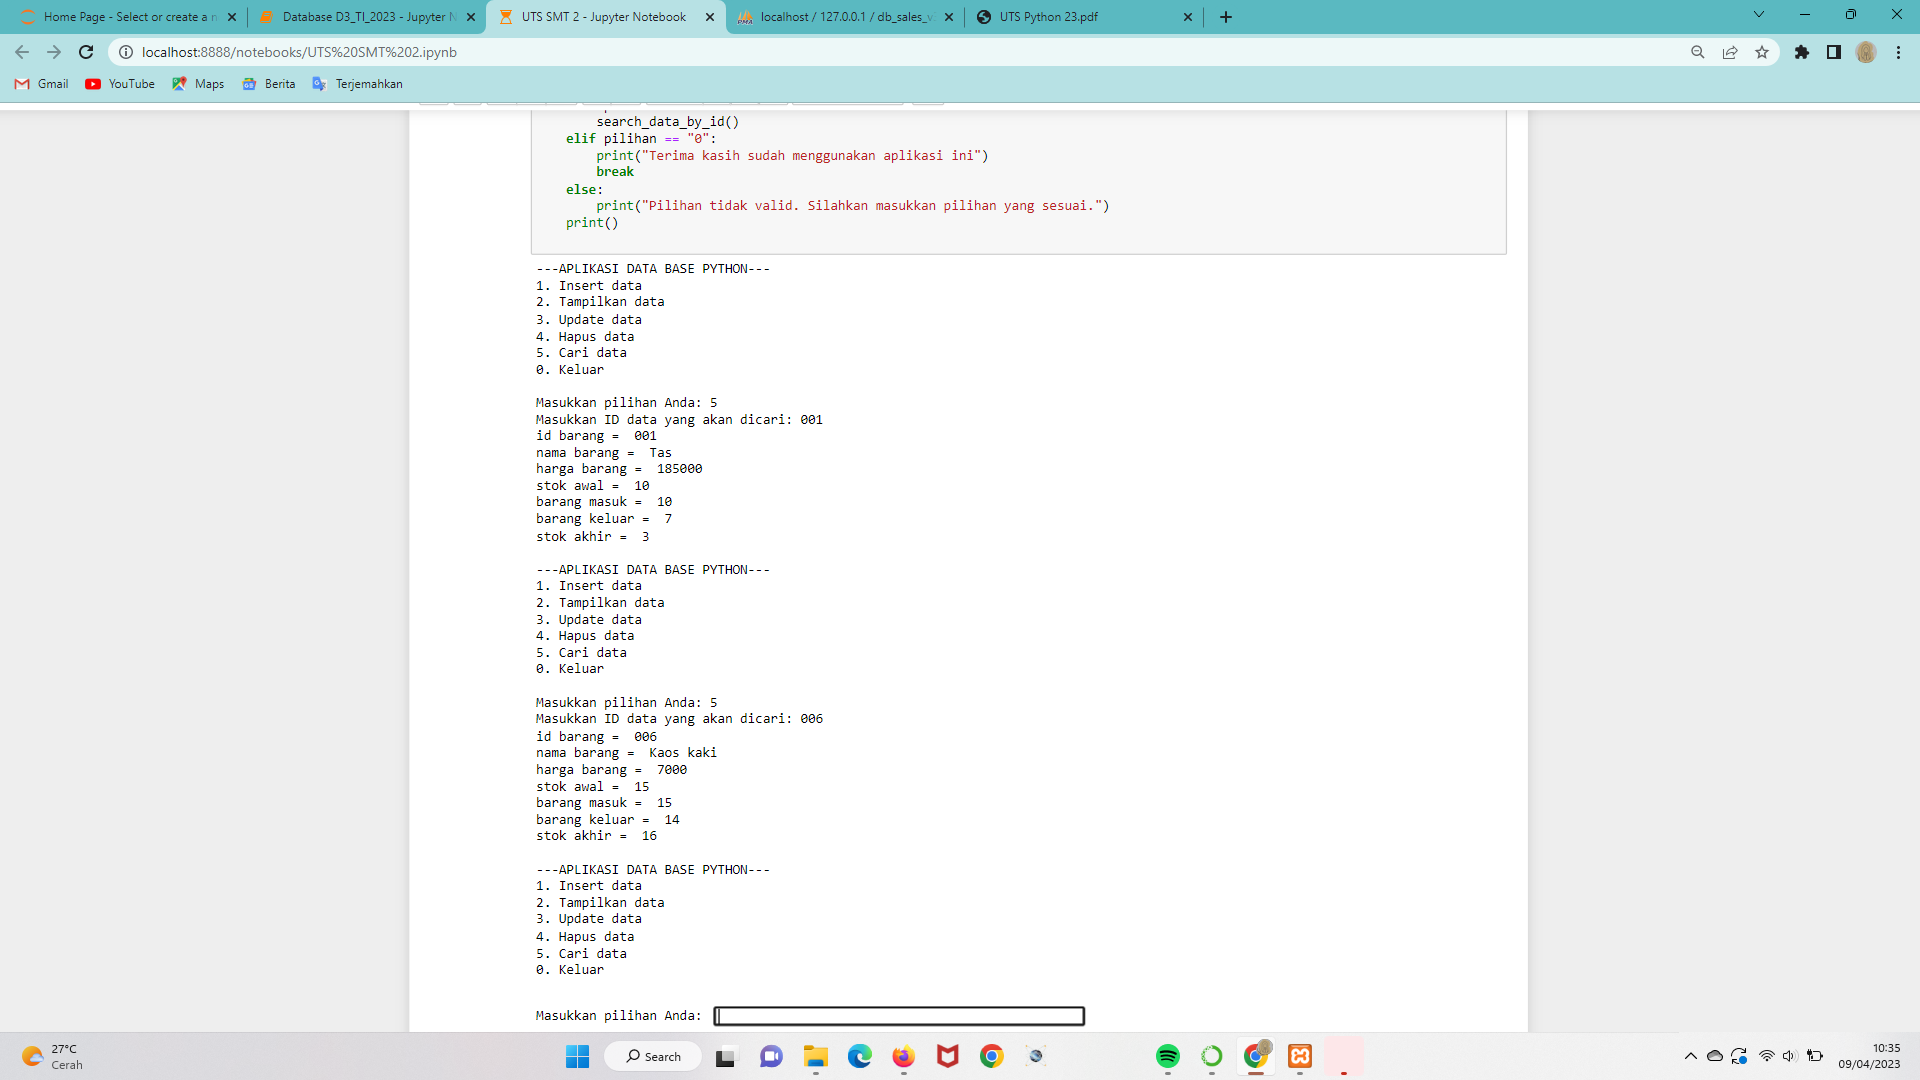 Home Page - Select or create a n
Database D3_TI_2023 - Jupyter N
UTS SMT 2 - Jupyter Notebook
localhost / 127.0.0.1 / db_sales_v
UTS Python 23.pdf
localhost:8888/notebooks/UTS%20SMT%202.ipynb
Gmail
YouTube
Maps
Berita
Terjemahkan
search_data_by_id()
elif pilihan == "0":
print("Terima kasih sudah menggunakan aplikasi ini")
break
else:
print("Pilihan tidak valid. Silahkan masukkan pilihan yang sesuai.")
print()
---APLIKASI DATA BASE PYTHON---
1. Insert data
2. Tampilkan data
3. Update data
4. Hapus data
5. Cari data
0. Keluar
Masukkan pilihan Anda: 5
Masukkan ID data yang akan dicari: 001
id barang =  001
nama barang =  Tas
harga barang =  185000
stok awal =  10
barang masuk =  10
barang keluar =  7
stok akhir =  3
---APLIKASI DATA BASE PYTHON---
1. Insert data
2. Tampilkan data
3. Update data
4. Hapus data
5. Cari data
0. Keluar
Masukkan pilihan Anda: 5
Masukkan ID data yang akan dicari: 006
id barang =  006
nama barang =  Kaos kaki
harga barang =  7000
stok awal =  15
barang masuk =  15
barang keluar =  14
stok akhir =  16
---APLIKASI DATA BASE PYTHON---
1. Insert data
2. Tampilkan data
3. Update data
4. Hapus data
5. Cari data
0. Keluar
Masukkan pilihan Anda:
27°C
Cerah
Search
10:35
09/04/2023